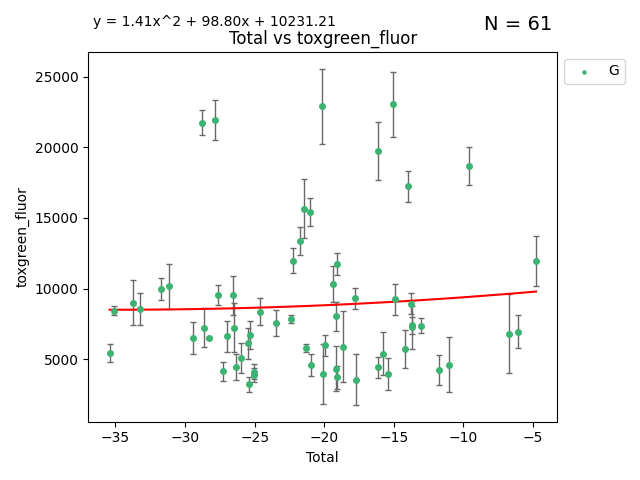 y = 1.41x^2 + 98.80x + 10231.21
N = 61
Total vs toxgreen_fluor
G
25000
20000
15000
10000
5000
toxgreen_fluor
−35
−30
−25
−20
−15
−10
−5
Total